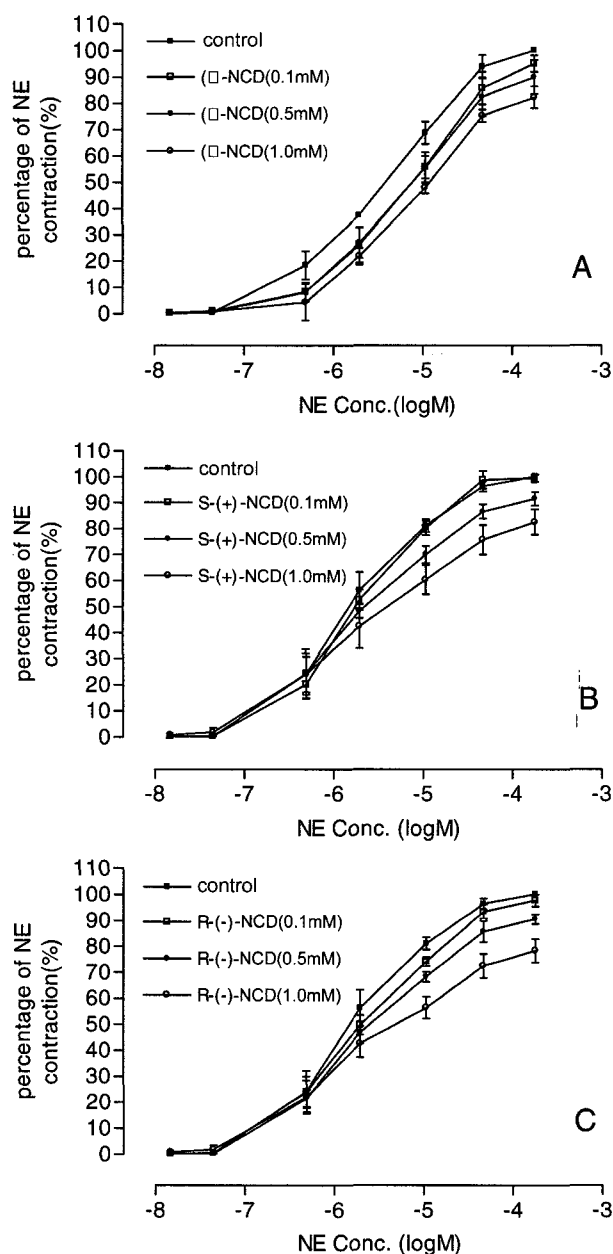 percentage of NE
contraction(%)
110
100
90
80
70
60
50
40
30
20
10
0
control
(□-NCD(0.1mM)
(□-NCD(0.5mM)
(□-NCD(1.0mM)
A
-8
-7
-6
-5
-4
-3
NE Conc.(logM)
percentage of NE
contraction(%)
110
100
90
80
70
60
50
40
30
20
10
0
control
S-(+)-NCD(0.1mM)
S-(+)-NCD(0.5mM)
S-(+)-NCD(1.0mM)
B
-8
-7
-6
-5
-4
-3
NE Conc. (logM)
percentage of NE
contraction(%)
110
100
90
80
70
60
50
40
30
20
10
0
control
R-(-)-NCD(0.1mM)
R-(-)-NCD(0.5mM)
R-(-)-NCD(1.0mM)
C
-8
-7
-6
-5
-4
-3
NE Conc. (logM)